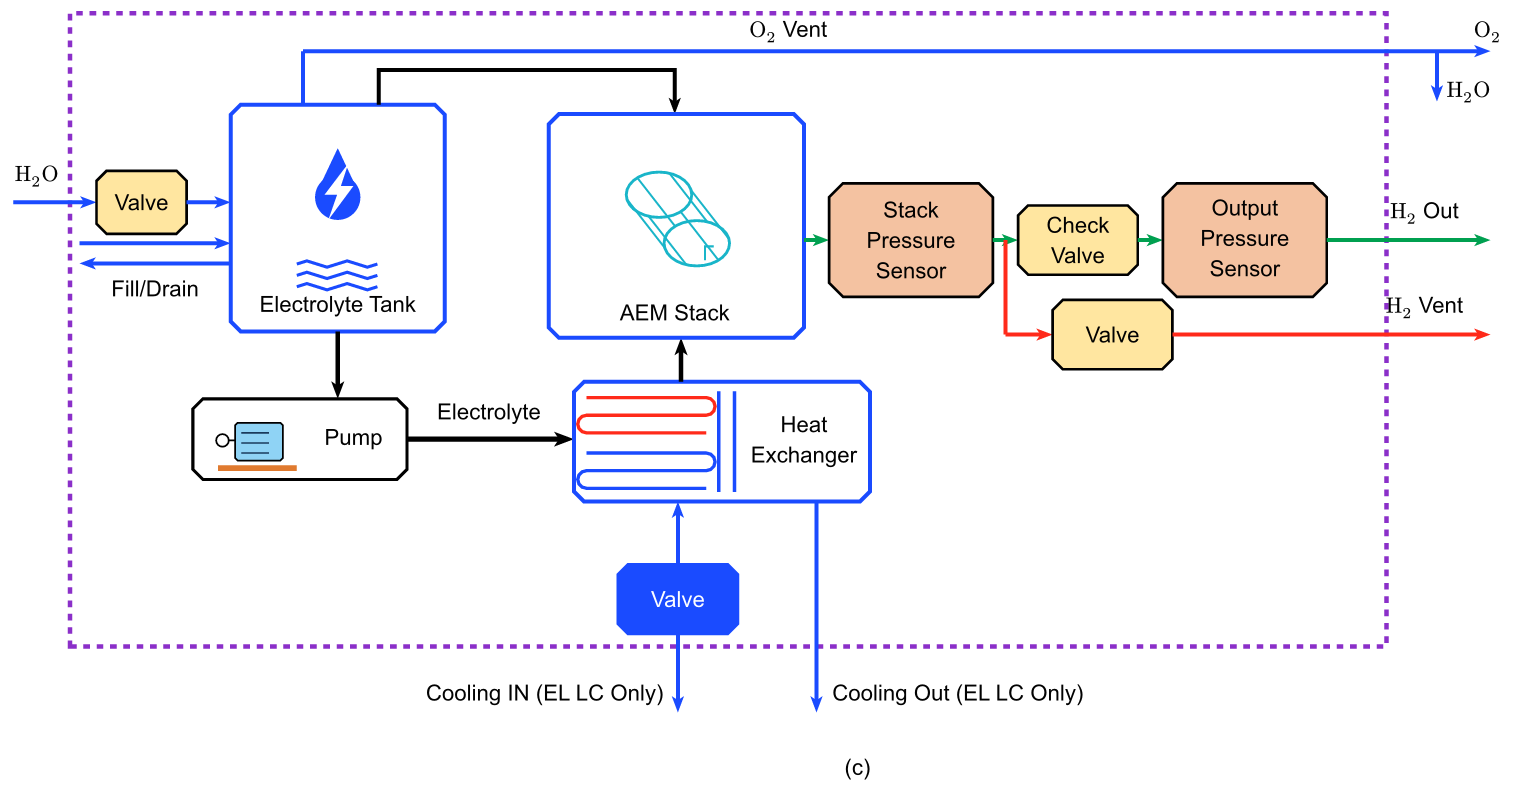 O₂ Vent
O₂
H₂O
H₂O
Valve
Fill/Drain
Electrolyte Tank
AEM Stack
Stack
Pressure
Sensor
Check
Valve
Output
Pressure
Sensor
H₂ Out
H₂ Vent
Valve
Pump
Electrolyte
Heat
Exchanger
Valve
Cooling IN (EL LC Only)
Cooling Out (EL LC Only)
(c)